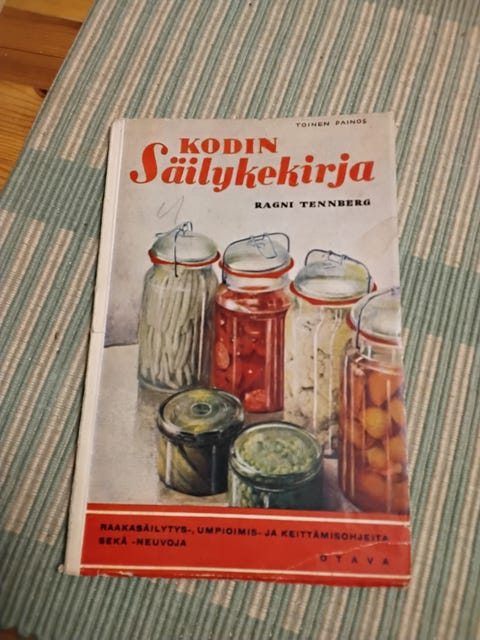 TOINEN PAINOS
KODIN
Säilykekirja
RAGNI TENNBERG
RAAKASÄILYTYS-, UMPIOIMIS- JA KEITTÄMISOHJEITA
SEKÄ -NEUVOJA
OTAVA